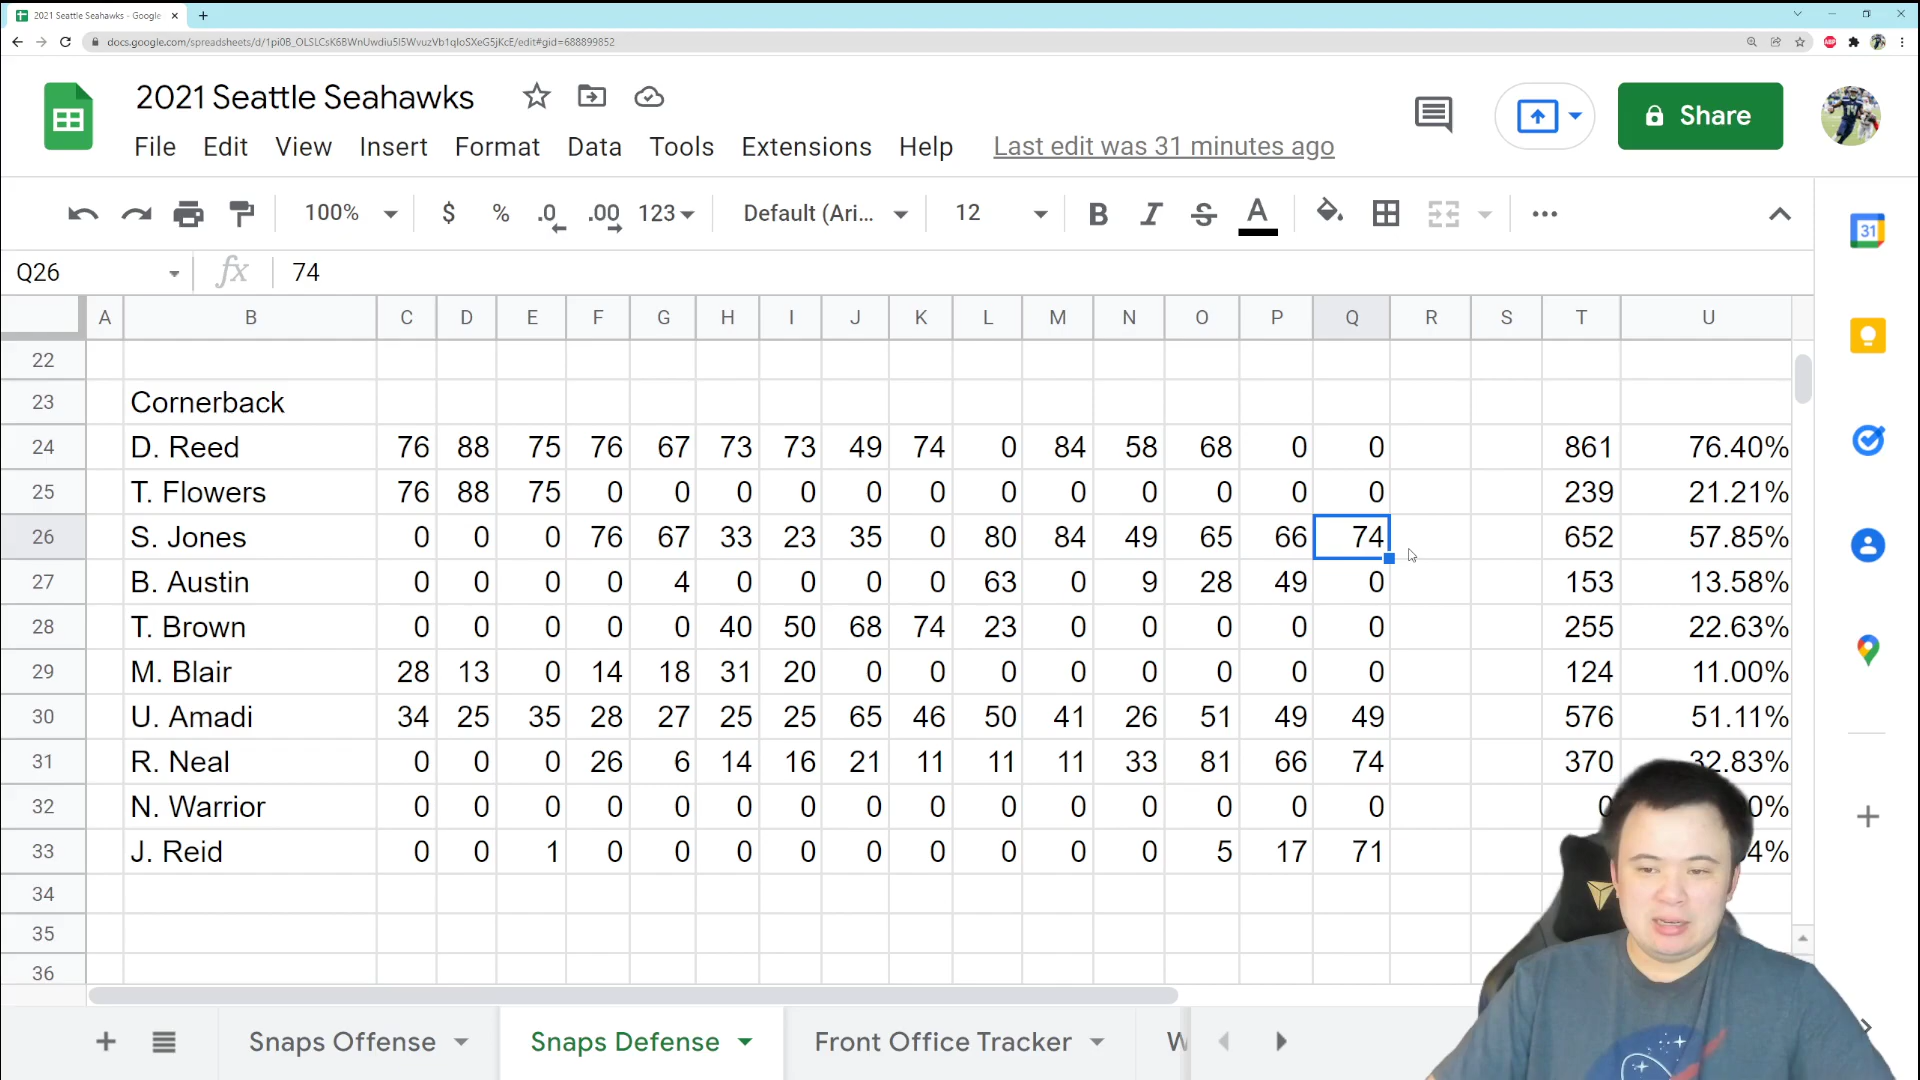 2021 Seattle Seahawks - Google
docs.google.com/spreadsheets/d/1pi0B_OLSLCsK6BWnUwdiu5I5WvuzVb1qIoSXeG5jKcE/edit#gid=688899852
2021 Seattle Seahawks
Share
File Edit View Insert Format Data Tools Extensions Help Last edit was 31 minutes ago
100% $ % .0 .00 123 Default (Ari... 12 B I S A
31
Q26 fx 74
A B C D E F G H I J K L M N O P Q R S T U
22
23 Cornerback
24 D. Reed 76 88 75 76 67 73 73 49 74 0 84 58 68 0 0 861 76.40%
25 T. Flowers 76 88 75 0 0 0 0 0 0 0 0 0 0 0 0 239 21.21%
26 S. Jones 0 0 0 76 67 33 23 35 0 80 84 49 65 66 74 652 57.85%
27 B. Austin 0 0 0 0 4 0 0 0 0 63 0 9 28 49 0 153 13.58%
28 T. Brown 0 0 0 0 0 40 50 68 74 23 0 0 0 0 0 255 22.63%
29 M. Blair 28 13 0 14 18 31 20 0 0 0 0 0 0 0 0 124 11.00%
30 U. Amadi 34 25 35 28 27 25 25 65 46 50 41 26 51 49 49 576 51.11%
31 R. Neal 0 0 0 26 6 14 16 21 11 11 11 33 81 66 74 370 32.83%
32 N. Warrior 0 0 0 0 0 0 0 0 0 0 0 0 0 0 0 0 0%
33 J. Reid 0 0 1 0 0 0 0 0 0 0 0 0 5 17 71 4%
34
35
36
Snaps Offense Snaps Defense Front Office Tracker W